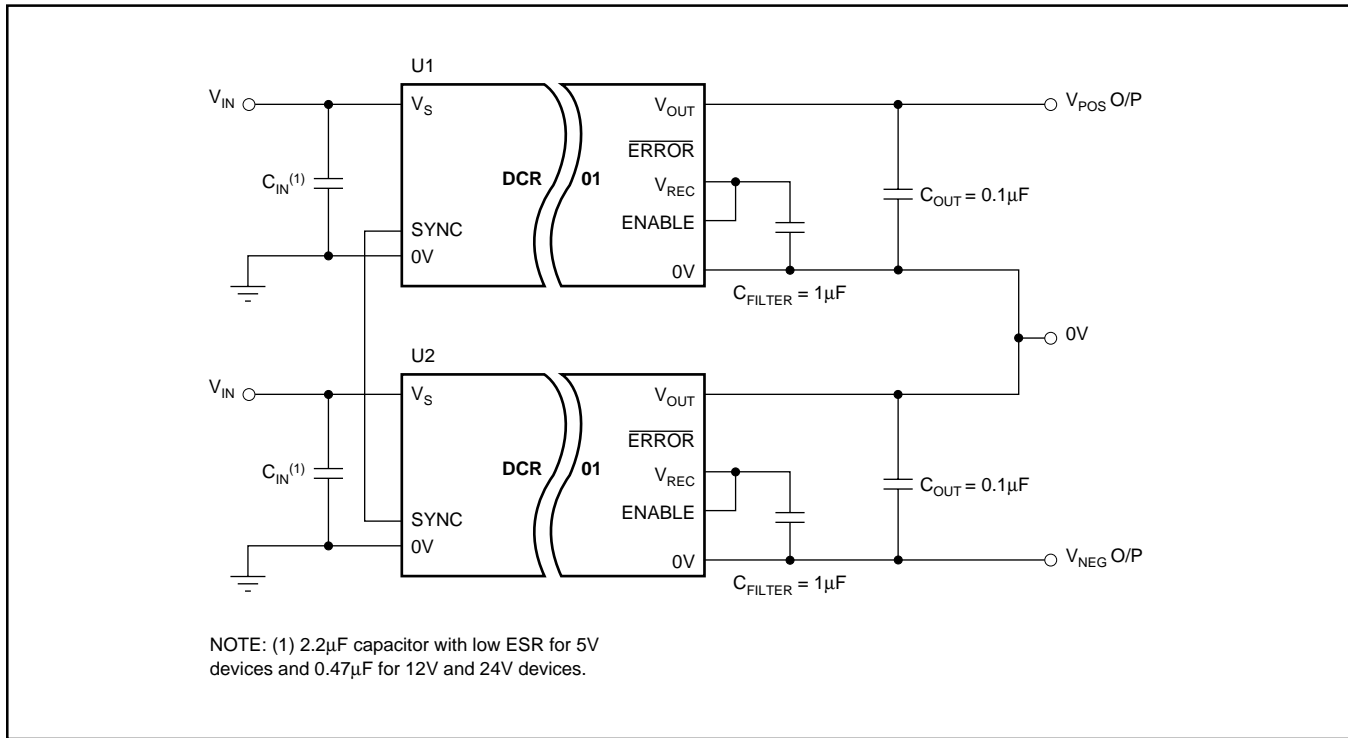 U1
V_IN
V_S
V_OUT
V_POS O/P
ERROR
C_IN(1)
DCR
01
V_REC
C_OUT = 0.1μF
SYNC
ENABLE
0V
0V
C_FILTER = 1μF
0V
U2
V_IN
V_S
V_OUT
ERROR
C_IN(1)
DCR
01
V_REC
C_OUT = 0.1μF
SYNC
ENABLE
0V
0V
V_NEG O/P
C_FILTER = 1μF
NOTE: (1) 2.2μF capacitor with low ESR for 5V
devices and 0.47μF for 12V and 24V devices.